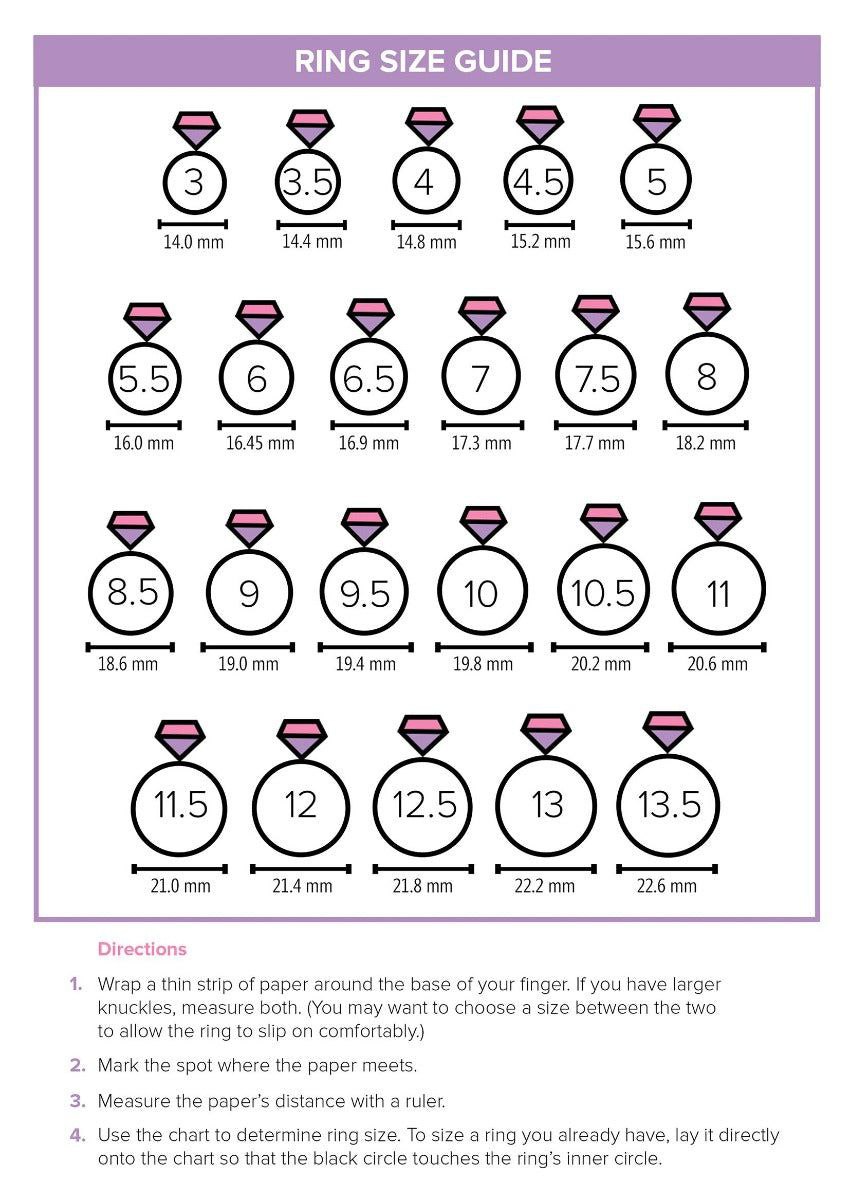 RING SIZE GUIDE
3 3.5 4 4.5 5
14.0 mm 14.4 mm 14.8 mm 15.2 mm 15.6 mm
5.5 6 6.5 7 7.5 8
16.0 mm 16.45 mm 16.9 mm 17.3 mm 17.7 mm 18.2 mm
8.5 9 9.5 10 10.5 11
18.6 mm 19.0 mm 19.4 mm 19.8 mm 20.2 mm 20.6 mm
11.5 12 12.5 13 13.5
21.0 mm 21.4 mm 21.8 mm 22.2 mm 22.6 mm
Directions
1. Wrap a thin strip of paper around the base of your finger. If you have larger
knuckles, measure both. (You may want to choose a size between the two
to allow the ring to slip on comfortably.)
2. Mark the spot where the paper meets.
3. Measure the paper's distance with a ruler.
4. Use the chart to determine ring size. To size a ring you already have, lay it directly
onto the chart so that the black circle touches the ring's inner circle.